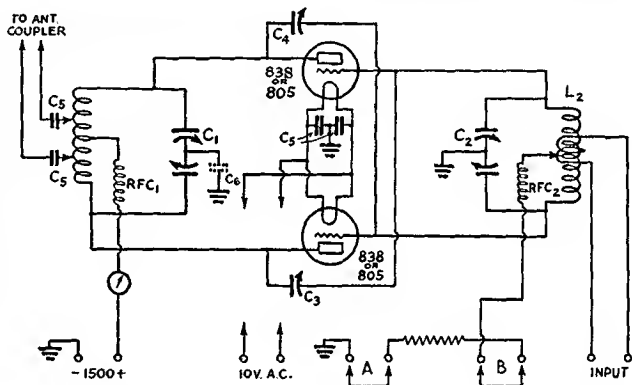 TO ANT.
COUPLER
C4
838
OR
805
C5
C5
RFC1
C1
C6
C5
C2
L2
RFC2
838
OR
805
C3
-1500+
10V. A.C.
A
B
INPUT